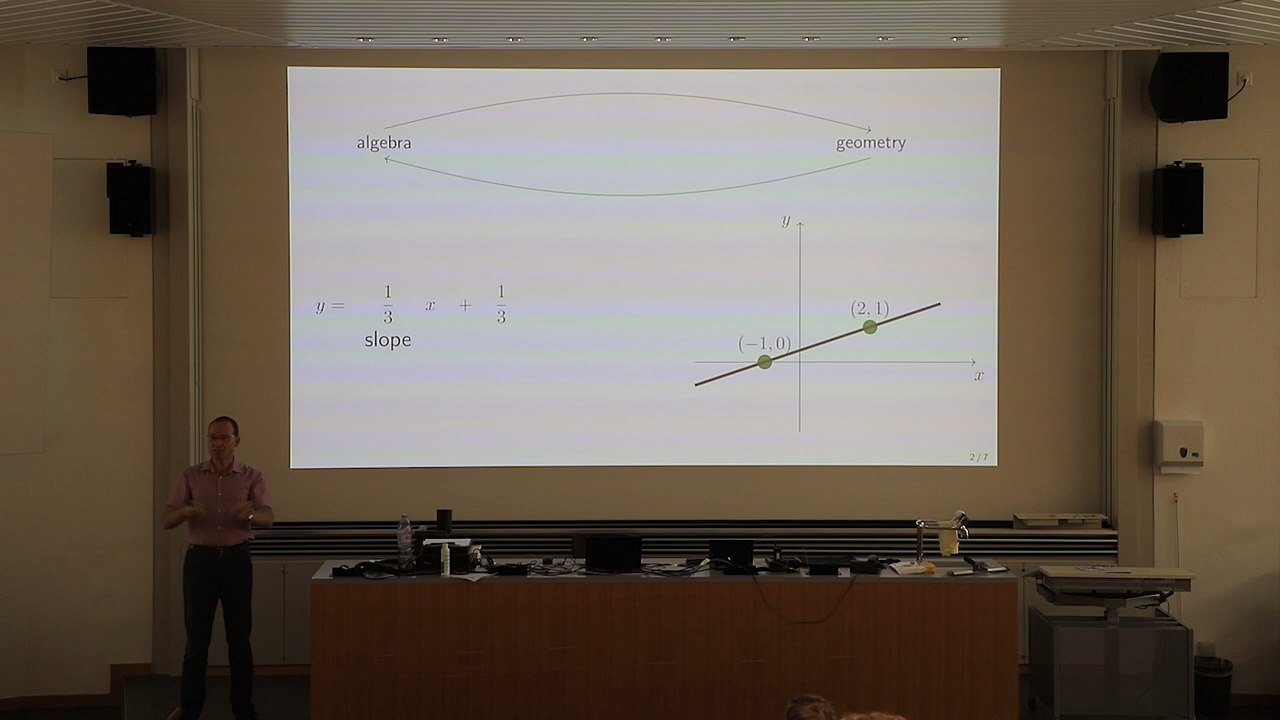 algebra
geometry
y = 1/3 x + 1/3
slope
y
(2, 1)
(−1, 0)
x
2 / 7